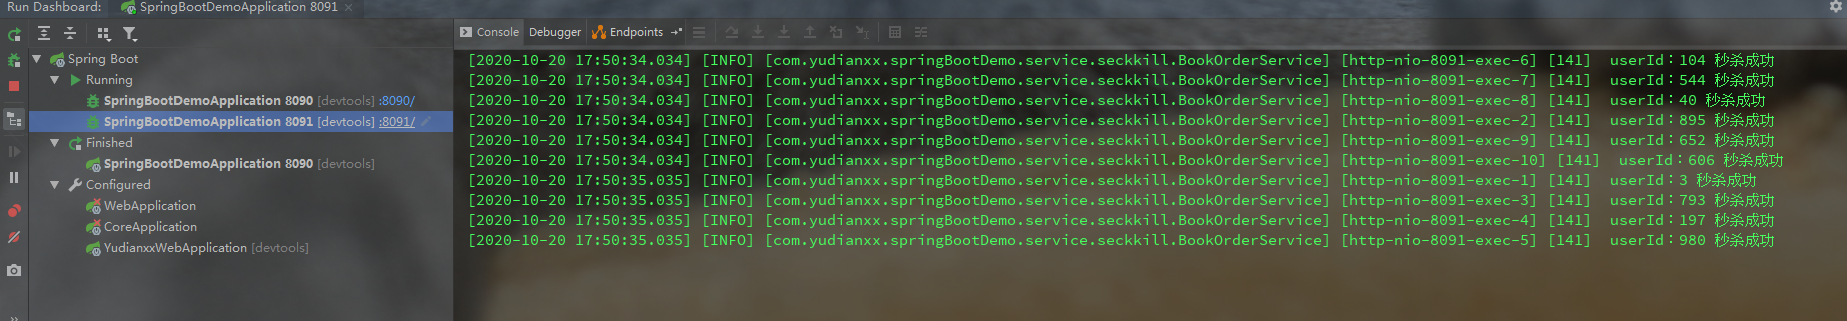 Run Dashboard: SpringBootDemoApplication 8091
Console Debugger Endpoints
Spring Boot
Running
SpringBootDemoApplication 8090 [devtools] :8090/
SpringBootDemoApplication 8091 [devtools] :8091/
Finished
SpringBootDemoApplication 8090 [devtools]
Configured
WebApplication
CoreApplication
YudianxxWebApplication [devtools]
[2020-10-20 17:50:34.034] [INFO] [com.yudianxx.springBootDemo.service.seckkill.BookOrderService] [http-nio-8091-exec-6] [141] userId：104 秒杀成功
[2020-10-20 17:50:34.034] [INFO] [com.yudianxx.springBootDemo.service.seckkill.BookOrderService] [http-nio-8091-exec-7] [141] userId：544 秒杀成功
[2020-10-20 17:50:34.034] [INFO] [com.yudianxx.springBootDemo.service.seckkill.BookOrderService] [http-nio-8091-exec-8] [141] userId：40 秒杀成功
[2020-10-20 17:50:34.034] [INFO] [com.yudianxx.springBootDemo.service.seckkill.BookOrderService] [http-nio-8091-exec-2] [141] userId：895 秒杀成功
[2020-10-20 17:50:34.034] [INFO] [com.yudianxx.springBootDemo.service.seckkill.BookOrderService] [http-nio-8091-exec-9] [141] userId：652 秒杀成功
[2020-10-20 17:50:34.034] [INFO] [com.yudianxx.springBootDemo.service.seckkill.BookOrderService] [http-nio-8091-exec-10] [141] userId：606 秒杀成功
[2020-10-20 17:50:35.035] [INFO] [com.yudianxx.springBootDemo.service.seckkill.BookOrderService] [http-nio-8091-exec-1] [141] userId：3 秒杀成功
[2020-10-20 17:50:35.035] [INFO] [com.yudianxx.springBootDemo.service.seckkill.BookOrderService] [http-nio-8091-exec-3] [141] userId：793 秒杀成功
[2020-10-20 17:50:35.035] [INFO] [com.yudianxx.springBootDemo.service.seckkill.BookOrderService] [http-nio-8091-exec-4] [141] userId：197 秒杀成功
[2020-10-20 17:50:35.035] [INFO] [com.yudianxx.springBootDemo.service.seckkill.BookOrderService] [http-nio-8091-exec-5] [141] userId：980 秒杀成功